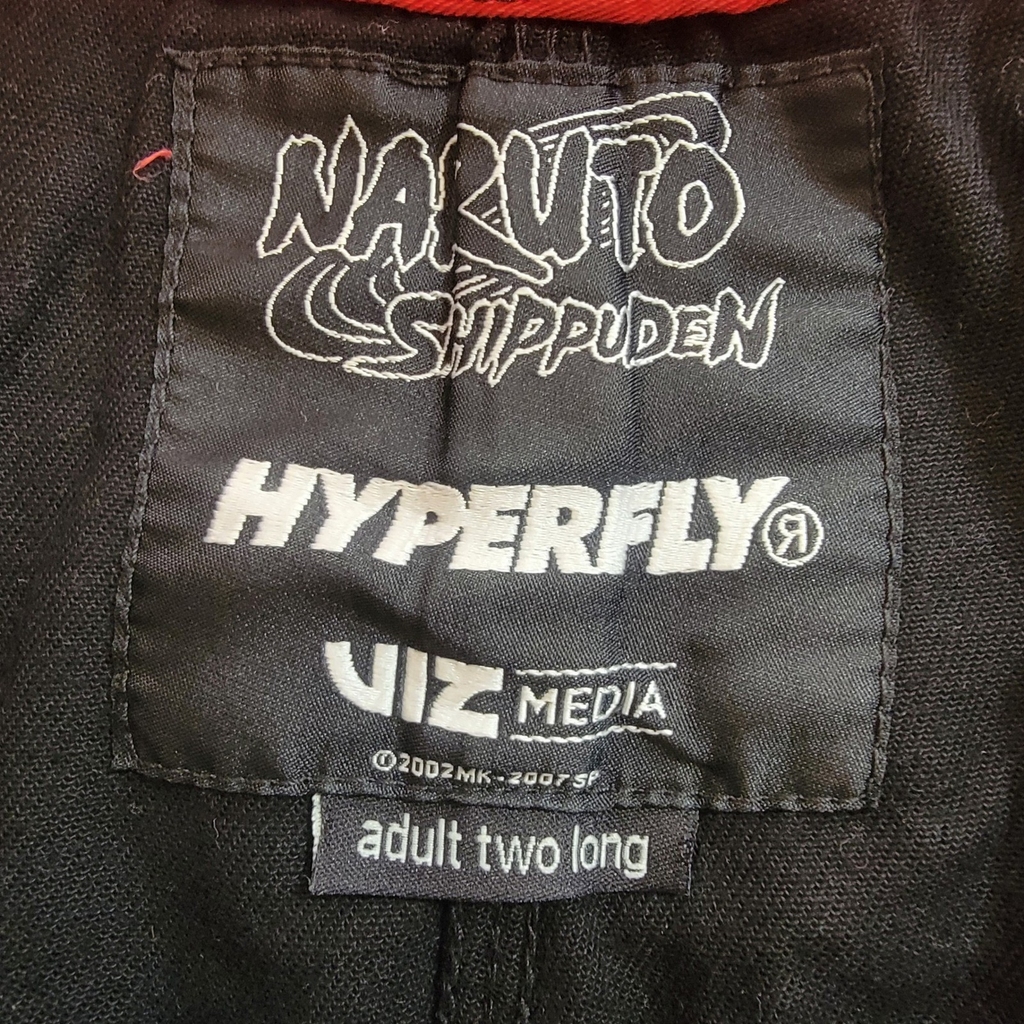 NARUTO
SHIPPUDEN
HYPERFLY®
VIZ MEDIA
©2002MK-2007SP
adult two long